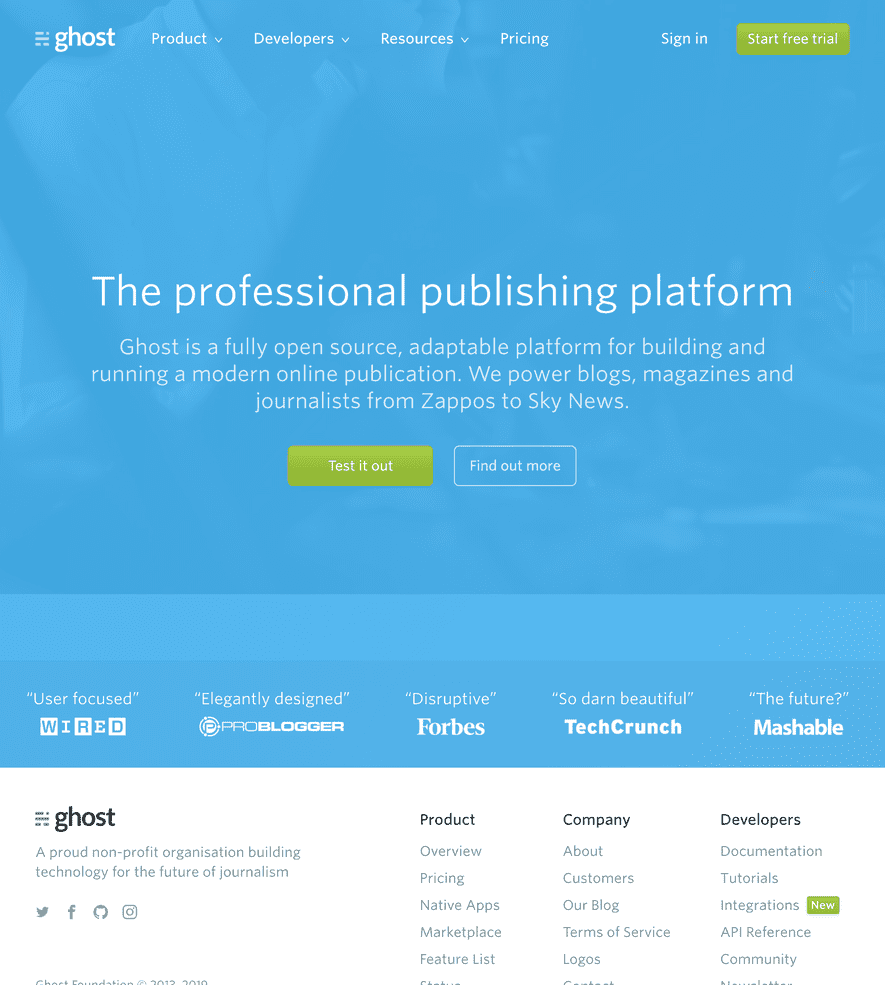 ghost Product Developers Resources Pricing Sign in Start free trial
The professional publishing platform
Ghost is a fully open source, adaptable platform for building and
running a modern online publication. We power blogs, magazines and
journalists from Zappos to Sky News.
Test it out Find out more
“User focused” “Elegantly designed” “Disruptive” “So darn beautiful” “The future?”
WIRED PROBLOGGER Forbes TechCrunch Mashable
ghost
A proud non-profit organisation building
technology for the future of journalism
Ghost Foundation © 2013–2019
Product
Overview
Pricing
Native Apps
Marketplace
Feature List
Status
Company
About
Customers
Our Blog
Terms of Service
Logos
Contact
Developers
Documentation
Tutorials
Integrations New
API Reference
Community
Newsletter